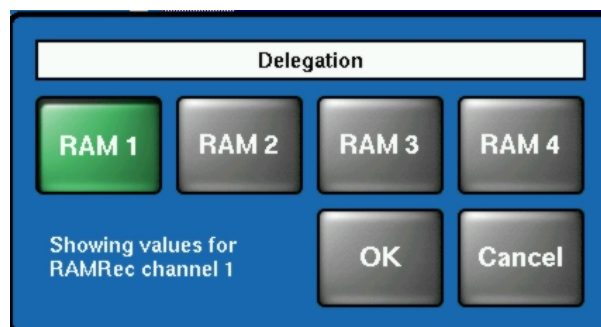 Delegation
RAM 1
RAM 2
RAM 3
RAM 4
Showing values for
RAMRec channel 1
OK
Cancel